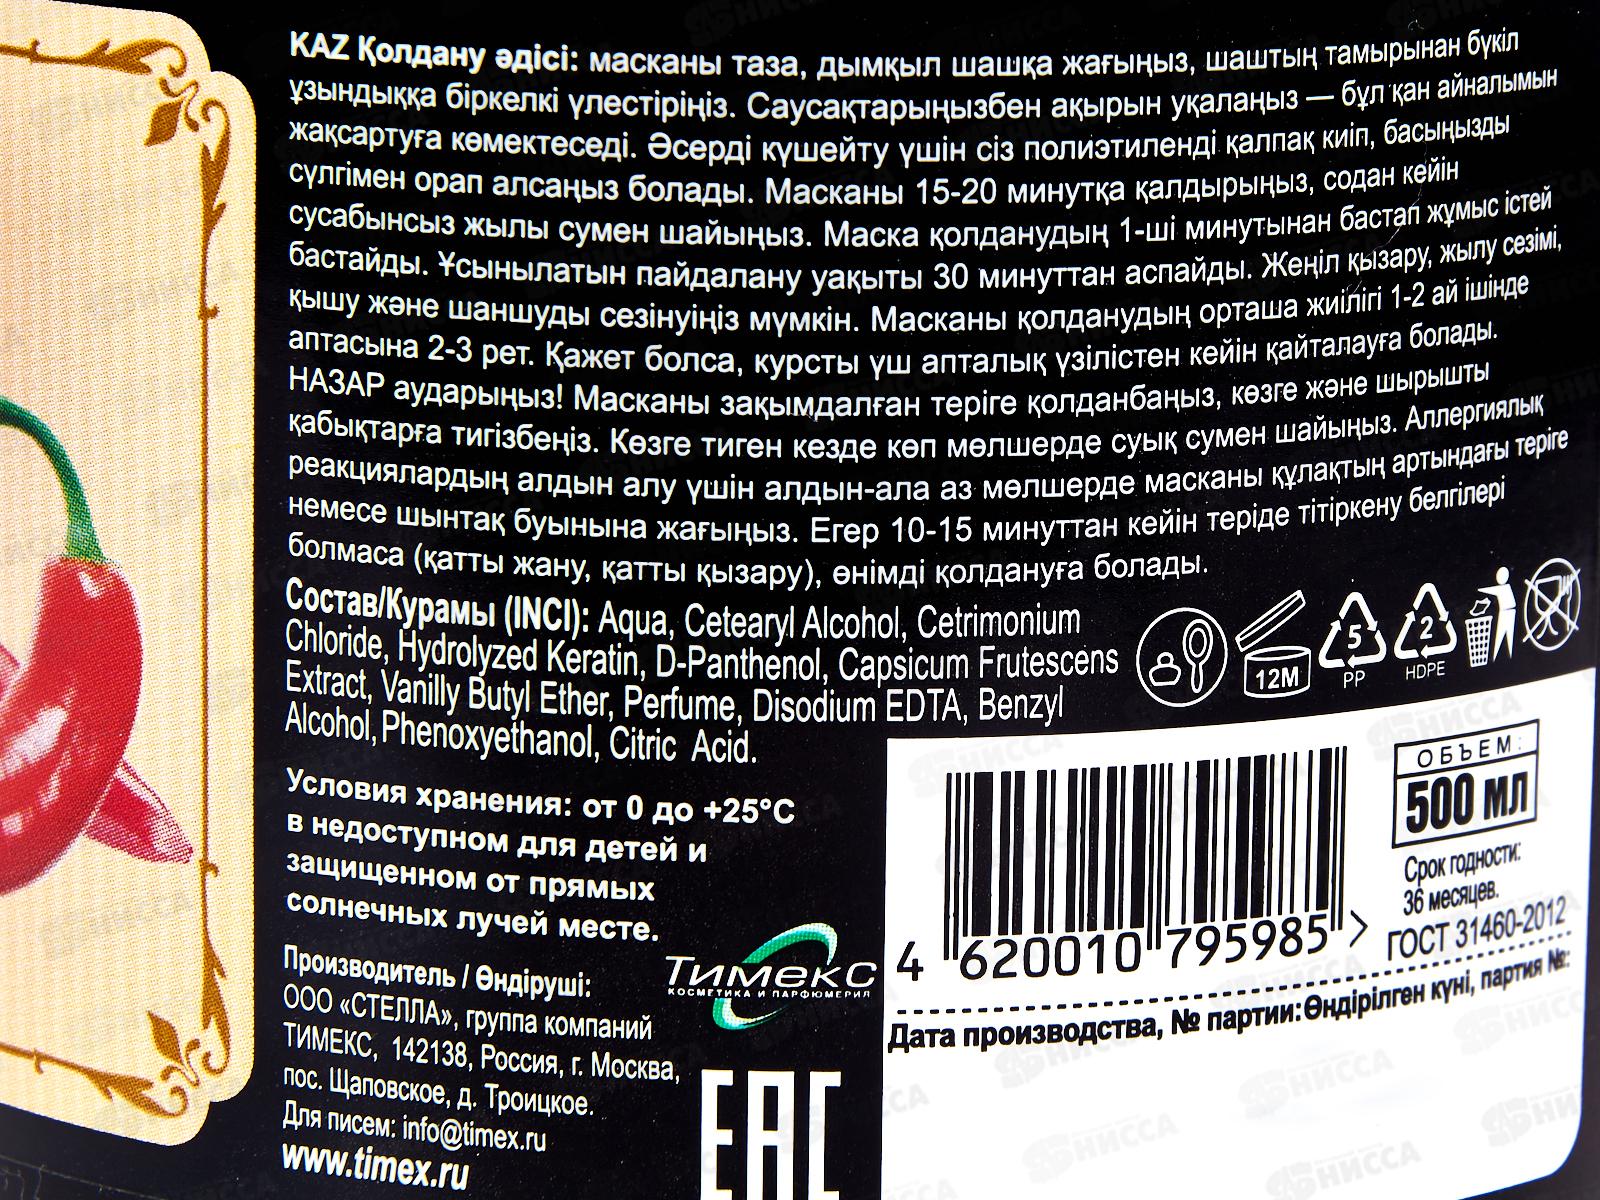 KAZ Қолдану әдісі: масканы таза, дымқыл шашқа жағыңыз, шаштың тамырынан бүкіл
ұзындыққа біркелкі үлестіріңіз. Саусақтарыңызбен ақырын уқалаңыз — бұл қан айналымын
жақсартуға көмектеседі. Әсерді күшейту үшін сіз полиэтиленді қалпақ киіп, басыңызды
сүлгімен орап алсаңыз болады. Масканы 15-20 минутқа қалдырыңыз, содан кейін
сусабынсыз жылы сумен шайыңыз. Маска қолданудың 1-ші минутынан бастап жұмыс істей
бастайды. Ұсынылатын пайдалану уақыты 30 минуттан аспайды. Жеңіл қызару, жылу сезімі,
қышу және шаншуды сезінуіңіз мүмкін. Масканы қолданудың орташа жиілігі 1-2 ай ішінде
аптасына 2-3 рет. Қажет болса, курсты үш апталық үзілістен кейін қайталауға болады.
НАЗАР аударыңыз! Масканы зақымдалған теріге қолданбаңыз, көзге және шырышты
қабықтарға тигізбеңіз. Көзге тиген кезде көп мөлшерде суық сумен шайыңыз. Аллергиялық
реакциялардың алдын алу үшін алдын-ала аз мөлшерде масканы құлақтың артындағы теріге
немесе шынтақ буынына жағыңыз. Егер 10-15 минуттан кейін теріде тітіркену белгілері
болмаса (қатты жану, қатты қызару), өнімді қолдануға болады.
Состав/Курамы (INCI): Aqua, Cetearyl Alcohol, Cetrimonium
Chloride, Hydrolyzed Keratin, D-Panthenol, Capsicum Frutescens
Extract, Vanilly Butyl Ether, Perfume, Disodium EDTA, Benzyl
Alcohol, Phenoxyethanol, Citric Acid.
12M
5
PP
2
HDPE
Условия хранения: от 0 до +25°С
в недоступном для детей и
защищенном от прямых
солнечных лучей месте.
Производитель / Өндіруші:
ООО «СТЕЛЛА», группа компаний
ТИМЕКС, 142138, Россия, г. Москва,
пос. Щаповское, д. Троицкое.
Для писем: info@timex.ru
www.timex.ru
Тимекс
КОСМЕТИКА И ПАРФЮМЕРИЯ
EAC
4 620010 795985 >
ОБЪЕМ:
500 МЛ
Срок годности:
36 месяцев.
ГОСТ 31460-2012
Дата производства, № партии: Өндірілген күні, партия №:
НИССА